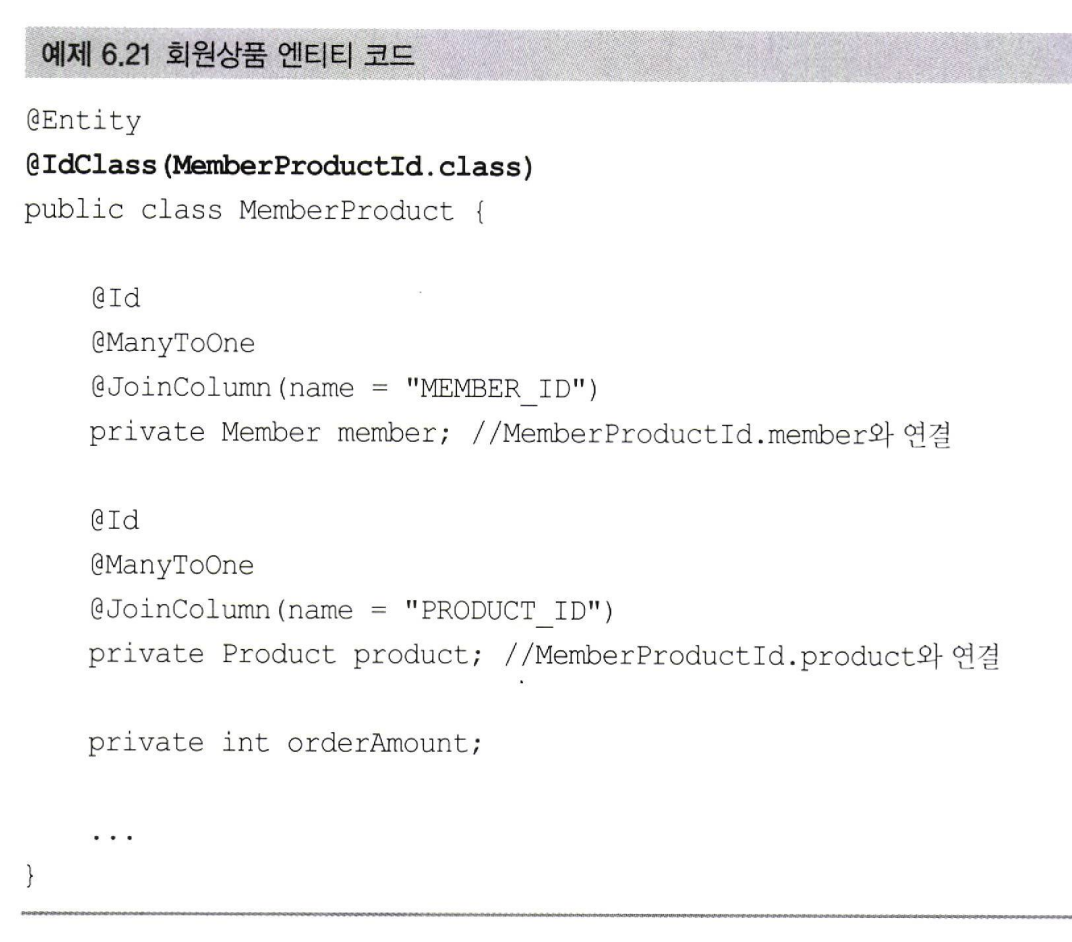 예제 6.21 회원상품 엔티티 코드
@Entity
@IdClass(MemberProductId.class)
public class MemberProduct {
@Id
@ManyToOne
@JoinColumn(name = "MEMBER_ID")
private Member member; //MemberProductId.member와 연결
@Id
@ManyToOne
@JoinColumn(name = "PRODUCT_ID")
private Product product; //MemberProductId.product와 연결
private int orderAmount;
...
}